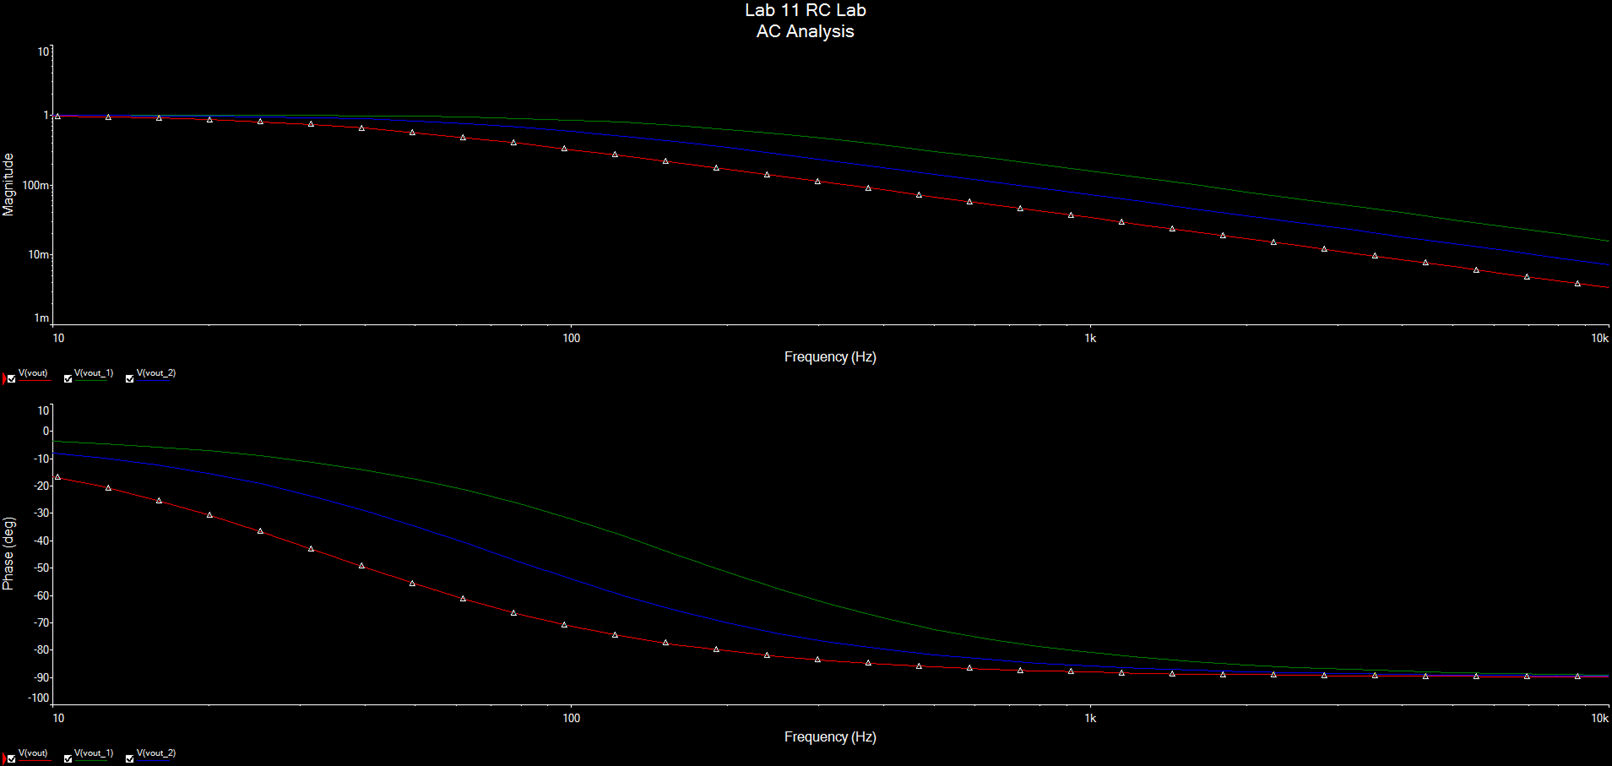 Lab 11 RC Lab
AC Analysis
10
1
100m
10m
1m
Magnitude
10
100
1k
10k
Frequency (Hz)
V(vout) V(vout_1) V(vout_2)
10
0
-10
-20
-30
-40
-50
-60
-70
-80
-90
-100
Phase (deg)
10
100
1k
10k
Frequency (Hz)
V(vout) V(vout_1) V(vout_2)